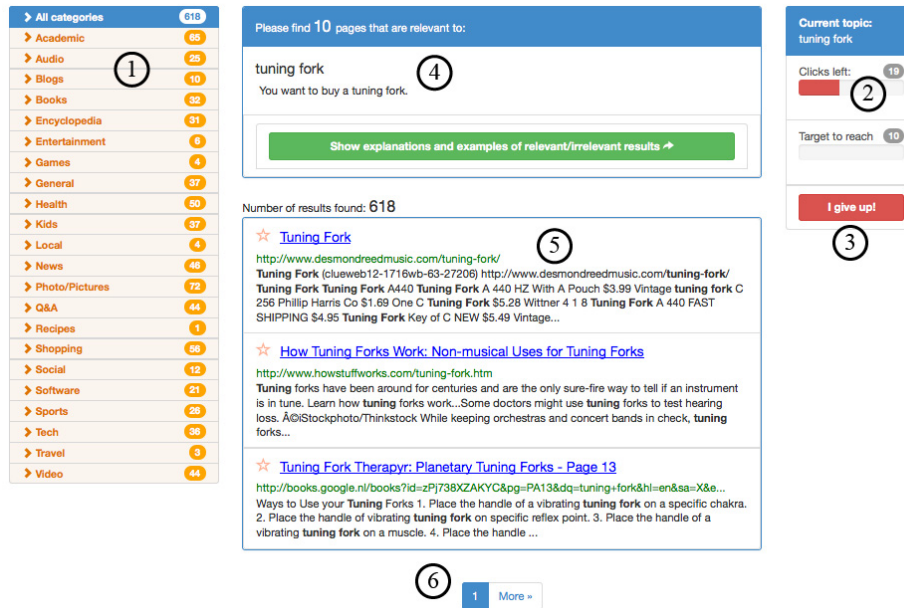 All categories 618
Academic 65
Audio 25
Blogs 10
Books 32
Encyclopedia 31
Entertainment 6
Games 4
General 37
Health 50
Kids 37
Local 4
News 46
Photo/Pictures 72
Q&A 44
Recipes 1
Shopping 56
Social 12
Software 21
Sports 26
Tech 36
Travel 3
Video 44
1
Please find 10 pages that are relevant to:
tuning fork
You want to buy a tuning fork.
4
Show explanations and examples of relevant/irrelevant results
Number of results found: 618
Tuning Fork
5
http://www.desmondreedmusic.com/tuning-fork/
Tuning Fork (clueweb12-1716wb-63-27206) http://www.desmondreedmusic.com/tuning-fork/
Tuning Fork Tuning Fork A440 Tuning Fork A 440 HZ With A Pouch $3.99 Vintage tuning fork C
256 Phillip Harris Co $1.69 One C Tuning Fork $5.28 Wittner 4 1 8 Tuning Fork A 440 FAST
SHIPPING $4.95 Tuning Fork Key of C NEW $5.49 Vintage...
How Tuning Forks Work: Non-musical Uses for Tuning Forks
http://www.howstuffworks.com/tuning-fork.htm
Tuning forks have been around for centuries and are the only sure-fire way to tell if an instrument
is in tune. Learn how tuning forks work...Some doctors might use tuning forks to test hearing
loss. Â©iStockphoto/Thinkstock While keeping orchestras and concert bands in check, tuning
forks...
Tuning Fork Therapyr: Planetary Tuning Forks - Page 13
http://books.google.nl/books?id=zPj738XZAKYC&pg=PA13&dq=tuning+fork&hl=en&sa=X&e...
Ways to Use your Tuning Forks 1. Place the handle of a vibrating tuning fork on a specific chakra.
2. Place the handle of vibrating tuning fork on specific reflex point. 3. Place the handle of a
vibrating tuning fork on a muscle. 4. Place the handle ...
6
1 More »
Current topic:
tuning fork
Clicks left: 19
2
Target to reach 10
I give up!
3